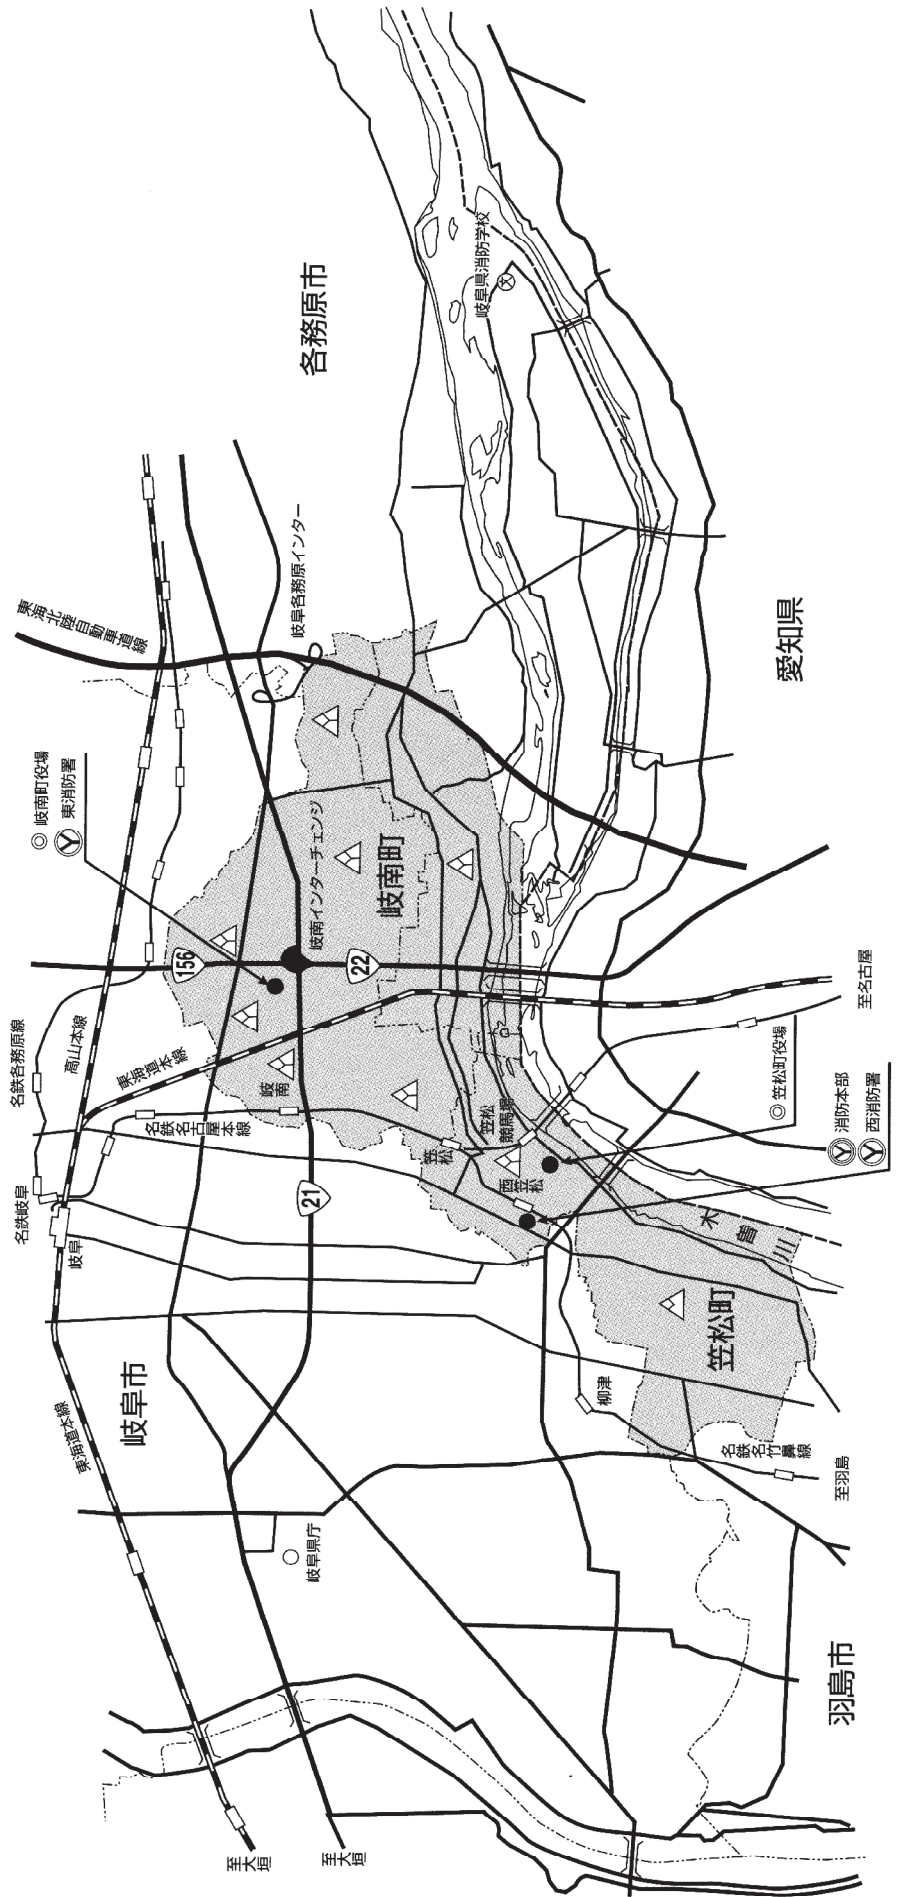 各務原市
岐阜県消防学校
東海北陸自動車道線
岐阜各務原インター
愛知県
◎岐南町役場
東消防署
岐南インターチェンジ
岐南町
156
22
至名古屋
名鉄各務原線
高山本線
東海道本線
岐南
名鉄名古屋本線
笠松
笠松競馬場
西笠松
◎笠松町役場
消防本部
西消防署
21
名鉄岐阜
岐阜
木曽川
笠松町
岐阜市
東海道本線
柳津
名鉄名竹鼻線
至羽島
岐阜県庁
羽島市
至大垣
至大垣